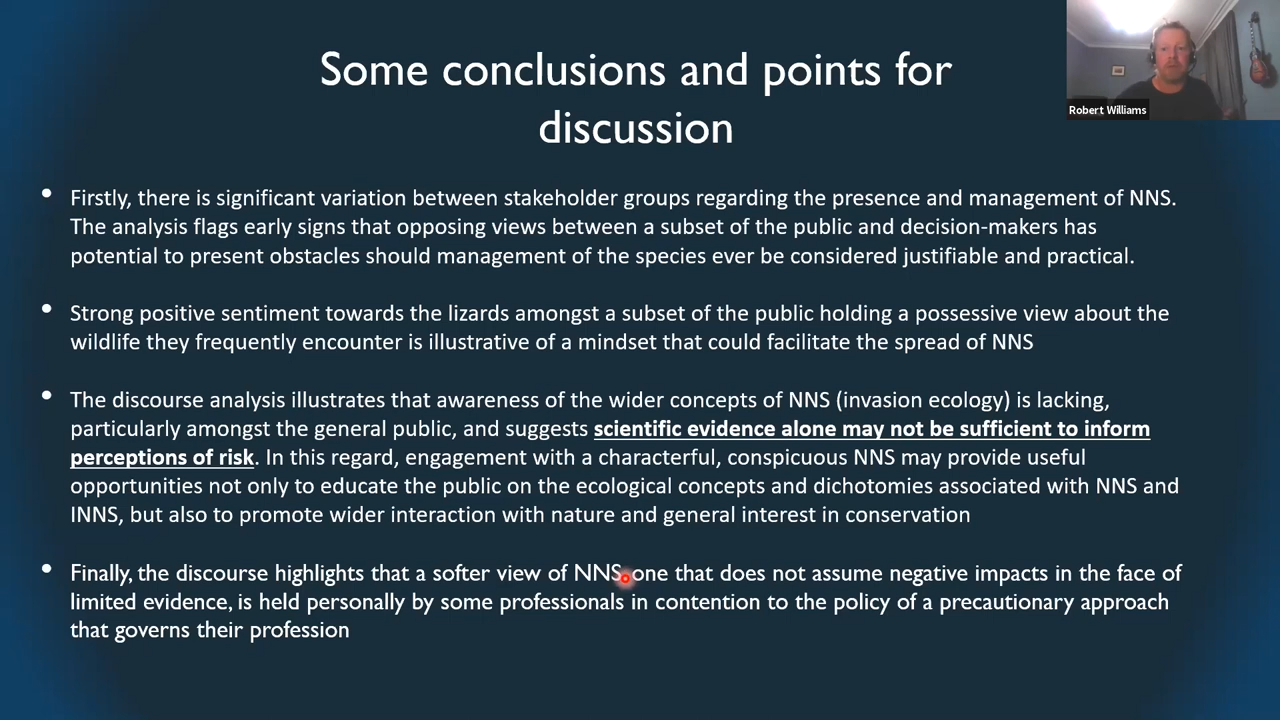 Some conclusions and points for
discussion
Robert Williams
• Firstly, there is significant variation between stakeholder groups regarding the presence and management of NNS.
The analysis flags early signs that opposing views between a subset of the public and decision-makers has
potential to present obstacles should management of the species ever be considered justifiable and practical.
• Strong positive sentiment towards the lizards amongst a subset of the public holding a possessive view about the
wildlife they frequently encounter is illustrative of a mindset that could facilitate the spread of NNS
• The discourse analysis illustrates that awareness of the wider concepts of NNS (invasion ecology) is lacking,
particularly amongst the general public, and suggests scientific evidence alone may not be sufficient to inform
perceptions of risk. In this regard, engagement with a characterful, conspicuous NNS may provide useful
opportunities not only to educate the public on the ecological concepts and dichotomies associated with NNS and
INNS, but also to promote wider interaction with nature and general interest in conservation
• Finally, the discourse highlights that a softer view of NNS, one that does not assume negative impacts in the face of
limited evidence, is held personally by some professionals in contention to the policy of a precautionary approach
that governs their profession